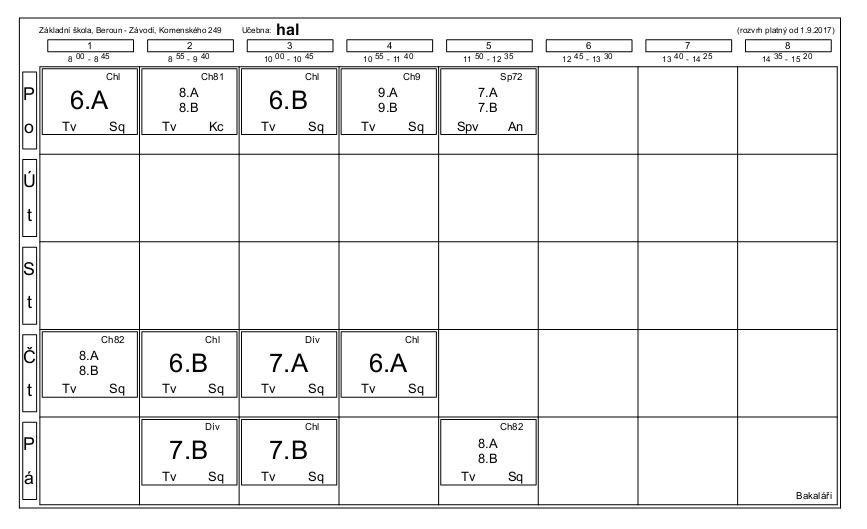 Základní škola, Beroun - Závodí, Komenského 249 Učebna: hal (rozvrh platný od 1.9.2017)
1 2 3 4 5 6 7 8
8 00 - 8 45 8 55 - 9 40 10 00 - 10 45 10 55 - 11 40 11 50 - 12 35 12 45 - 13 30 13 40 - 14 25 14 35 - 15 20
Po
Chl
6.A
Tv Sq
Ch81
8.A
8.B
Tv Kc
Chl
6.B
Tv Sq
Ch9
9.A
9.B
Tv Sq
Sp72
7.A
7.B
Spv An
Út
St
Čt
Ch82
8.A
8.B
Tv Sq
Chl
6.B
Tv Sq
Div
7.A
Tv Sq
Chl
6.A
Tv Sq
Pá
Div
7.B
Tv Sq
Chl
7.B
Tv Sq
Ch82
8.A
8.B
Tv Sq
Bakaláři